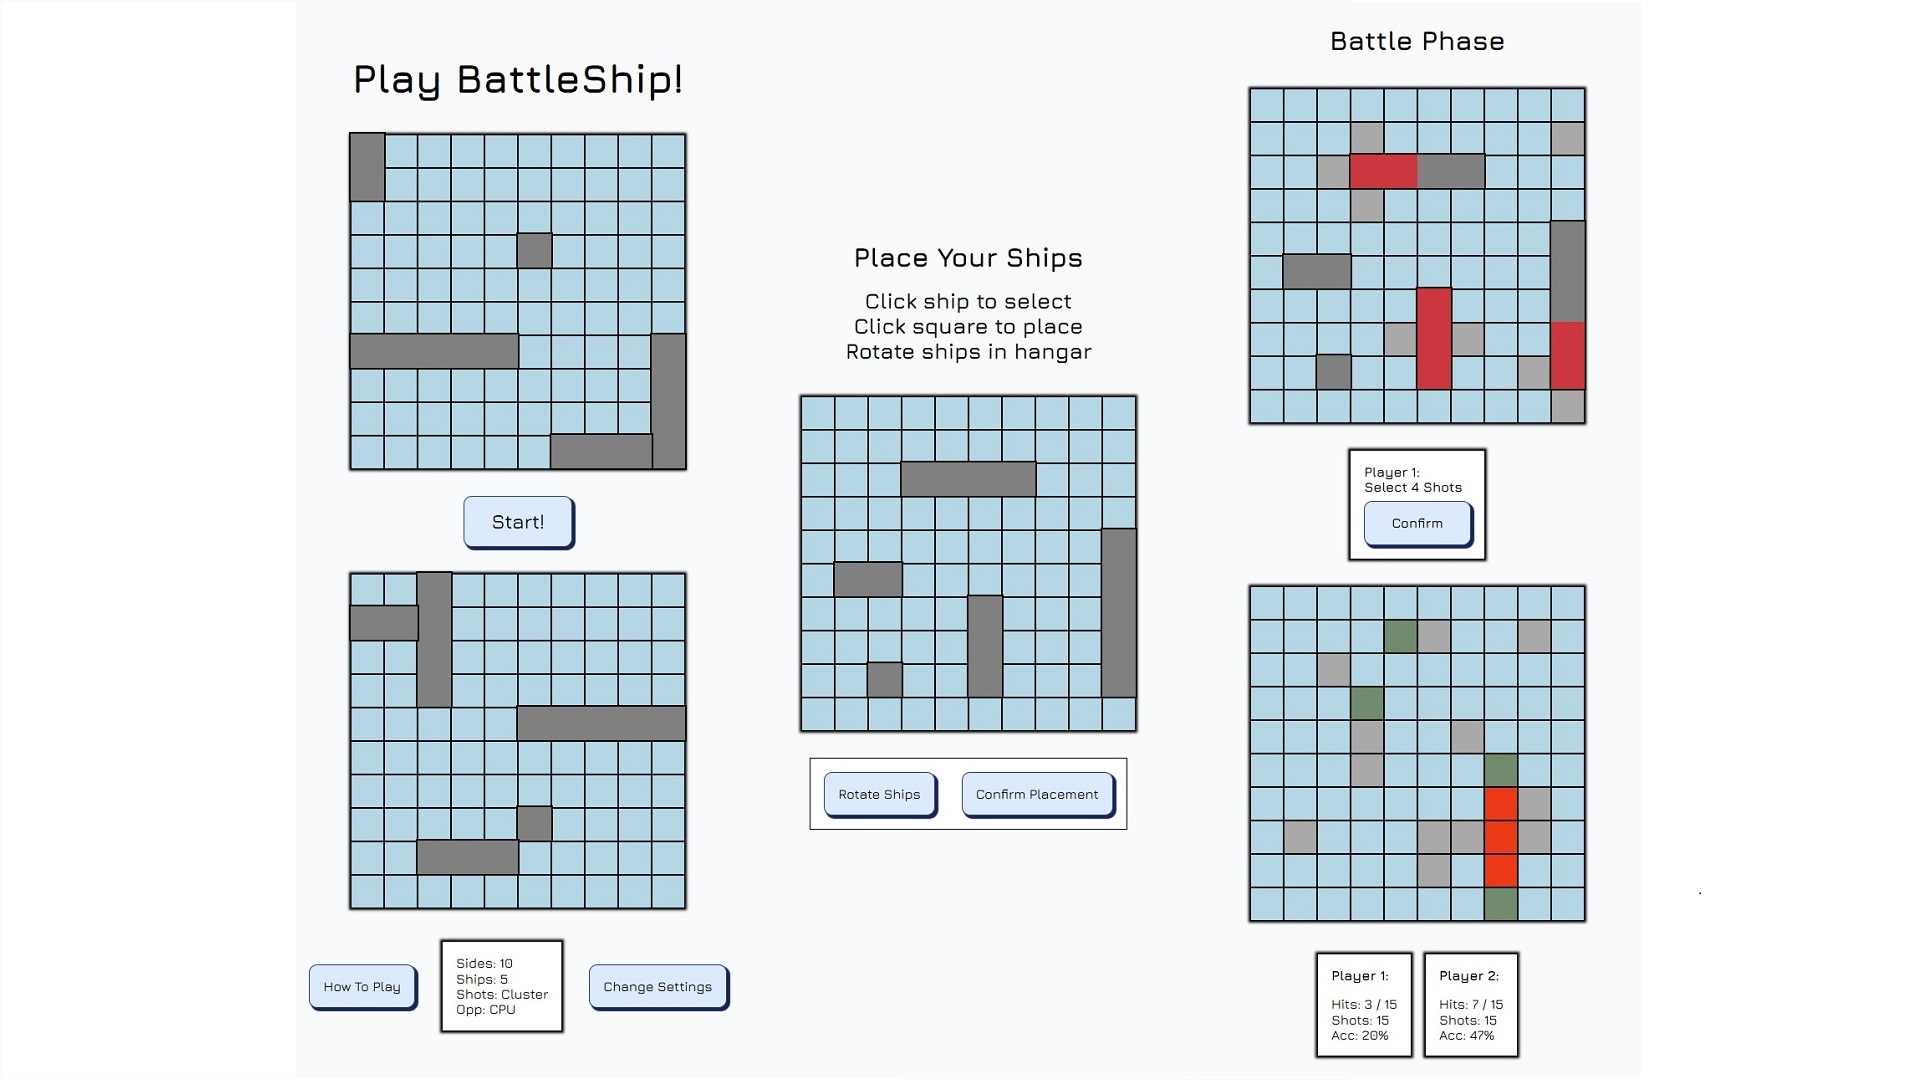 Play BattleShip!
Start!
How To Play
Sides: 10
Ships: 5
Shots: Cluster
Opp: CPU
Change Settings
Place Your Ships
Click ship to select
Click square to place
Rotate ships in hangar
Rotate Ships
Confirm Placement
Battle Phase
Player 1:
Select 4 Shots
Confirm
Player 1:
Hits: 3 / 15
Shots: 15
Acc: 20%
Player 2:
Hits: 7 / 15
Shots: 15
Acc: 47%